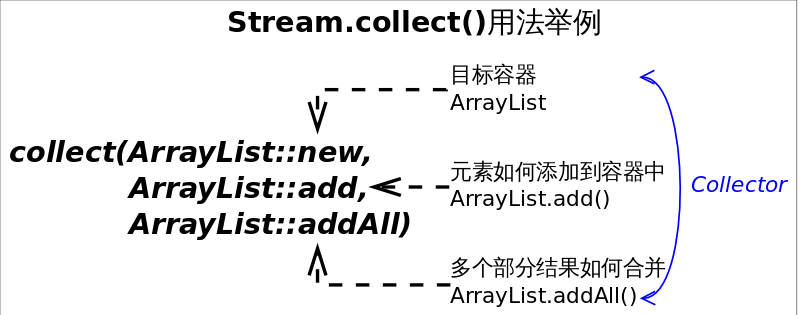 Stream.collect()用法举例
目标容器
ArrayList
collect(ArrayList::new,
ArrayList::add,
ArrayList::addAll)
元素如何添加到容器中
ArrayList.add()
多个部分结果如何合并
ArrayList.addAll()
Collector